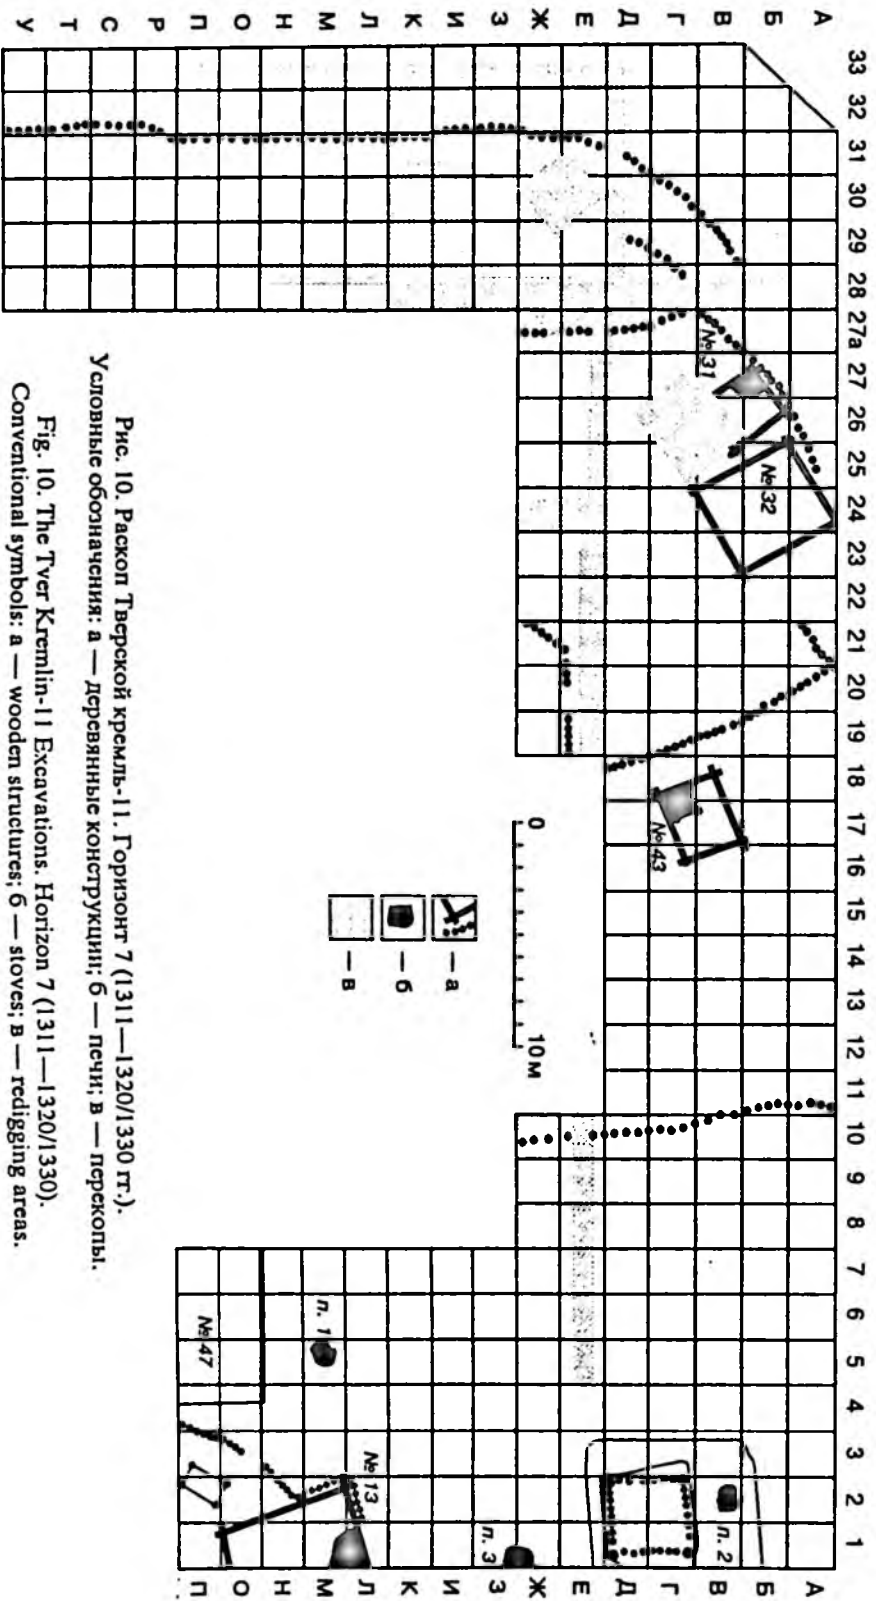 У Т С Р П О Н М Л К И З Ж Е Д Г В Б А
33
32
31
30
29
28
27а
27
26
25
24
23
22
21
20
19
18
17
16
15
14
13
12
11
10
9
8
7
6
5
4
3
2
1
П О Н М Л К И З Ж Е Д Г В Б А
№31
№32
№43
№47
№13
п. 1
п. 2
п. 3
0 10 м
— а
— б
— в
Рис. 10. Раскоп Тверской кремль-11. Горизонт 7 (1311—1320/1330 гг.).
Условные обозначения: а — деревянные конструкции; б — печи; в — перекопы.
Fig. 10. The Tver Kremlin-11 Excavations. Horizon 7 (1311—1320/1330).
Conventional symbols: а — wooden structures; б — stoves; в — redigging areas.